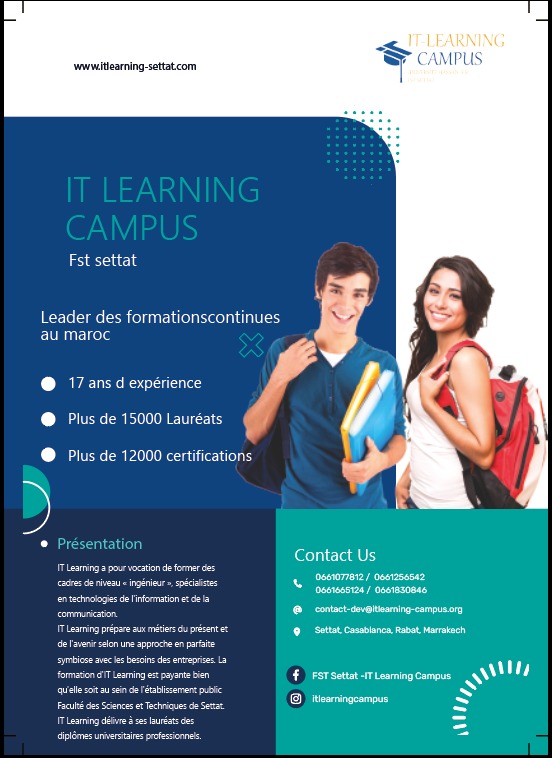 www.itlearning-settat.com
IT-LEARNING
CAMPUS
IT LEARNING
CAMPUS
Fst settat
Leader des formationscontinues
au maroc
17 ans d expérience
Plus de 15000 Lauréats
Plus de 12000 certifications
Présentation
IT Learning a pour vocation de former des
cadres de niveau « ingénieur », spécialistes
en technologies de l'information et de la
communication.
IT Learning prépare aux métiers du présent et
de l'avenir selon une approche en parfaite
symbiose avec les besoins des entreprises. La
formation d'IT Learning est payante bien
qu'elle soit au sein de l'établissement public
Faculté des Sciences et Techniques de Settat.
IT Learning délivre à ses lauréats des
diplômes universitaires professionnels.
Contact Us
0661077812 / 0661256542
0661665124 / 0661830846
contact-dev@itlearning-campus.org
Settat, Casablanca, Rabat, Marrakech
FST Settat -IT Learning Campus
itlearningcampus